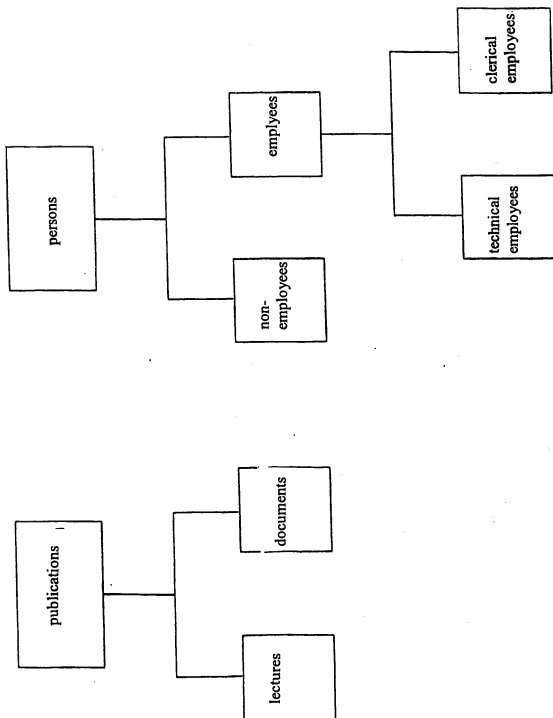 persons
non-
employees
emplyees
technical
employees
clerical
employees
publications
lectures
documents